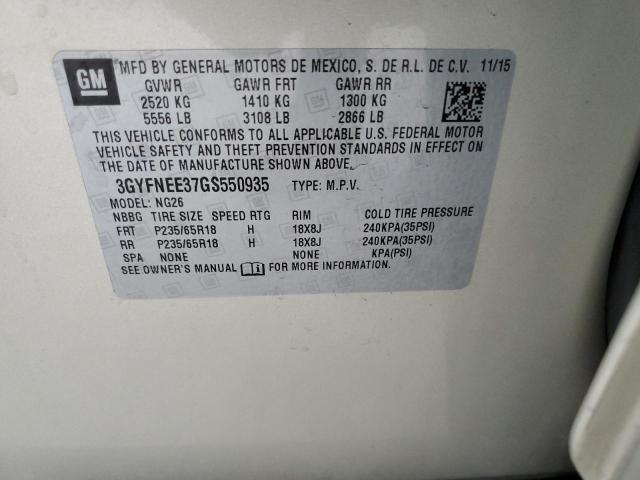 GM MFD BY GENERAL MOTORS DE MEXICO, S. DE R.L. DE C.V. 11/15
GVWR GAWR FRT GAWR RR
2520 KG 1410 KG 1300 KG
5556 LB 3108 LB 2866 LB
THIS VEHICLE CONFORMS TO ALL APPLICABLE U.S. FEDERAL MOTOR
VEHICLE SAFETY AND THEFT PREVENTION STANDARDS IN EFFECT ON
THE DATE OF MANUFACTURE SHOWN ABOVE.
3GYFNEE37GS550935 TYPE: M.P.V.
MODEL: NG26
NBBG TIRE SIZE SPEED RTG RIM COLD TIRE PRESSURE
FRT P235/65R18 H 18X8J 240KPA(35PSI)
RR P235/65R18 H 18X8J 240KPA(35PSI)
SPA NONE NONE KPA(PSI)
SEE OWNER'S MANUAL FOR MORE INFORMATION.